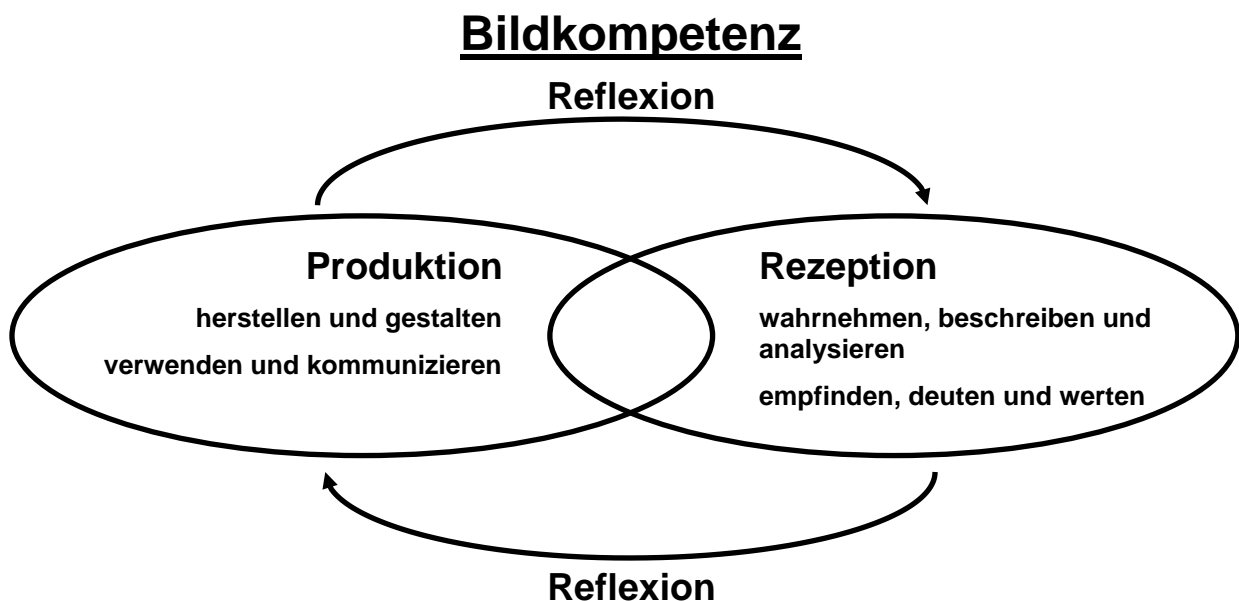 Bildkompetenz
Reflexion
Produktion
herstellen und gestalten
verwenden und kommunizieren
Rezeption
wahrnehmen, beschreiben und
analysieren
empfinden, deuten und werten
Reflexion